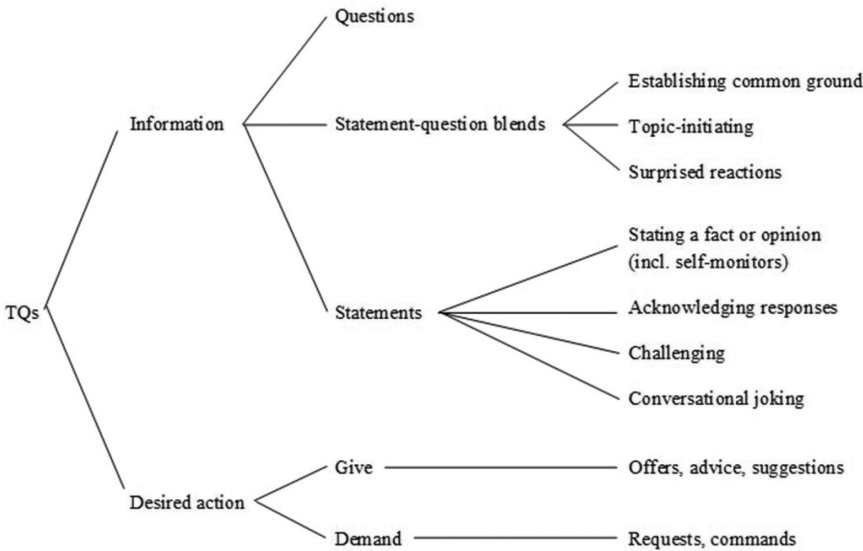 Questions
Establishing common ground
Information
Statement-question blends
Topic-initiating
Surprised reactions
Stating a fact or opinion
(incl. self-monitors)
TQs
Statements
Acknowledging responses
Challenging
Conversational joking
Give
Offers, advice, suggestions
Desired action
Demand
Requests, commands